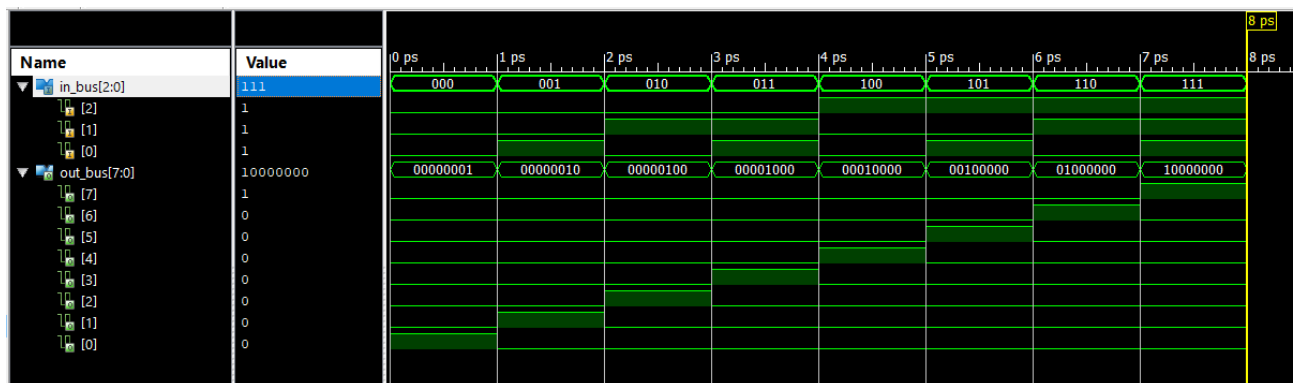 8 ps
Name Value 0 ps 1 ps 2 ps 3 ps 4 ps 5 ps 6 ps 7 ps 8 ps
in_bus[2:0] 111 000 001 010 011 100 101 110 111
[2] 1
[1] 1
[0] 1
out_bus[7:0] 10000000 00000001 00000010 00000100 00001000 00010000 00100000 01000000 10000000
[7] 1
[6] 0
[5] 0
[4] 0
[3] 0
[2] 0
[1] 0
[0] 0